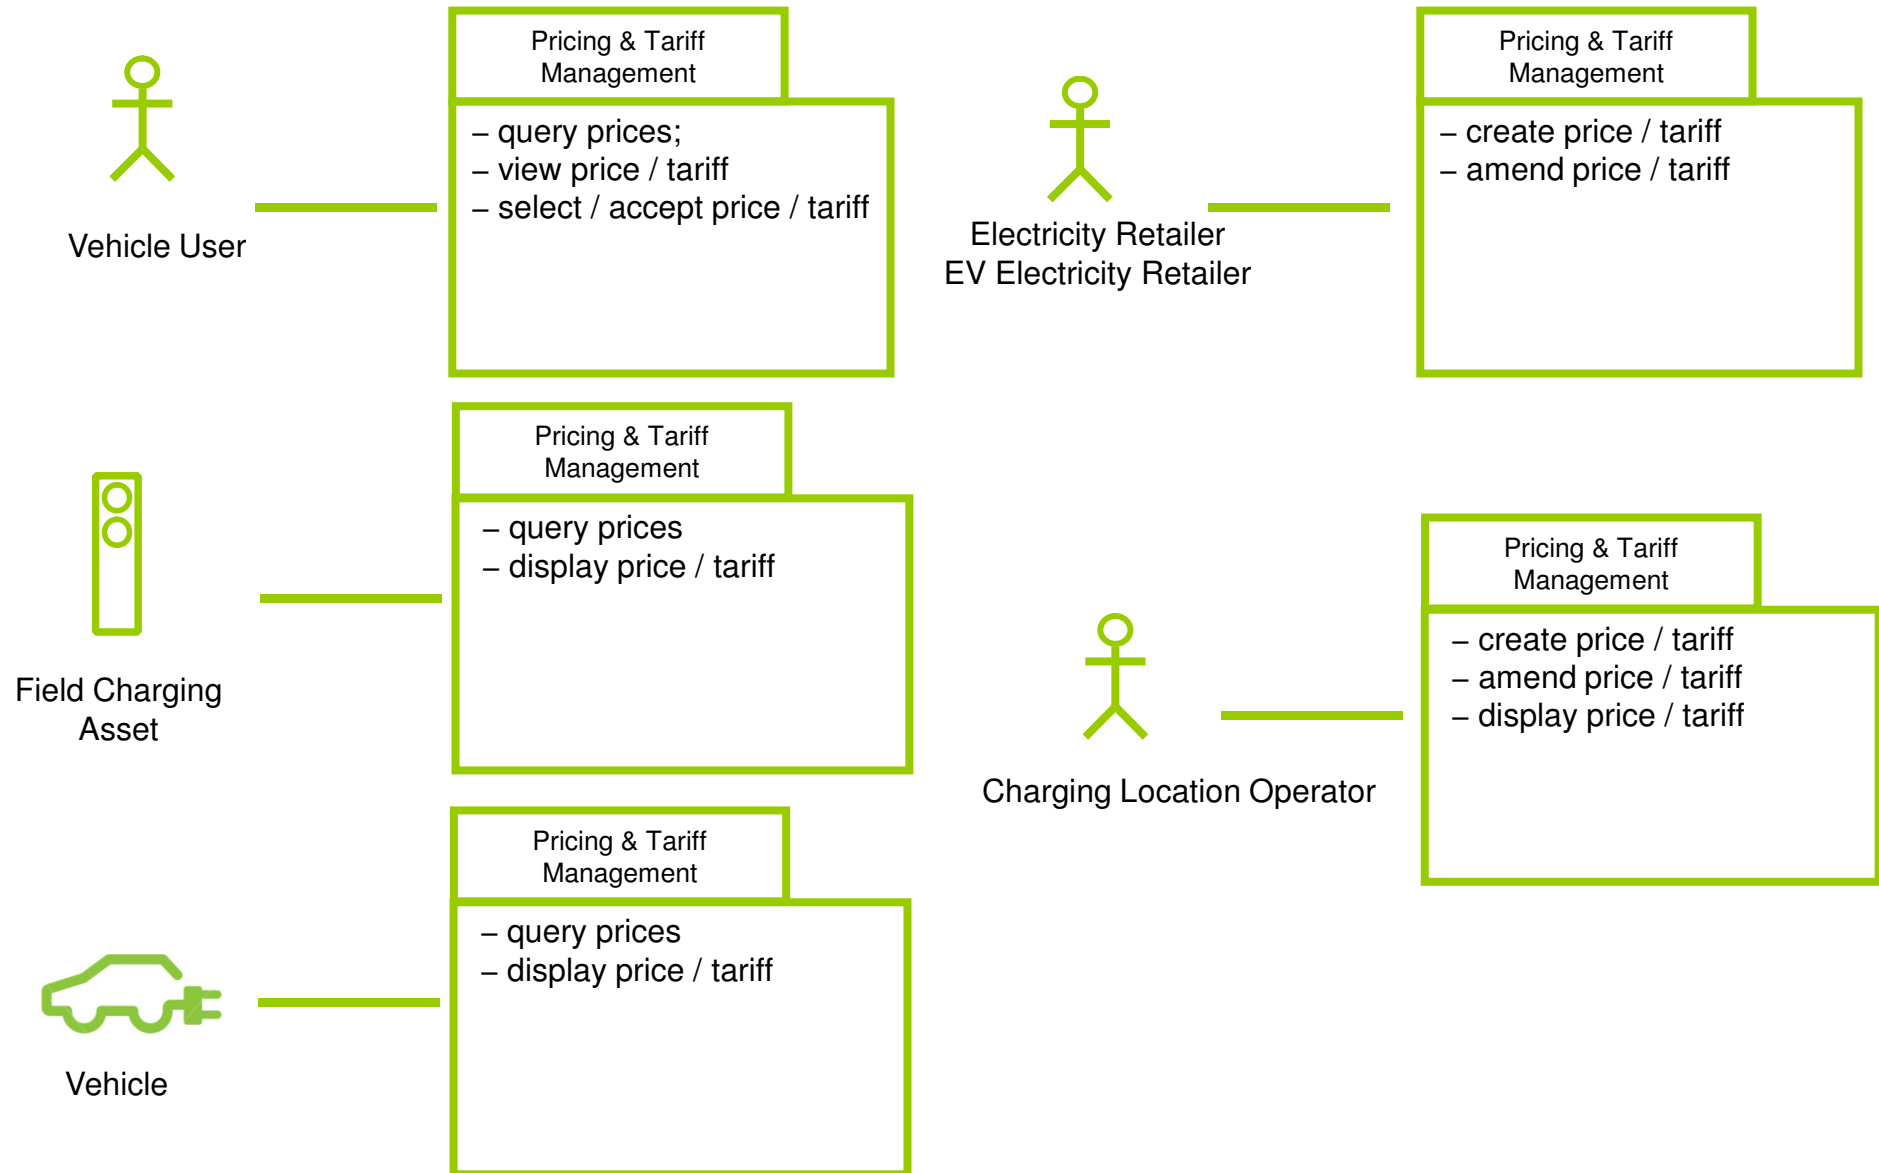 Pricing & Tariff
Management
– query prices;
– view price / tariff
– select / accept price / tariff
Vehicle User
Pricing & Tariff
Management
– create price / tariff
– amend price / tariff
Electricity Retailer
EV Electricity Retailer
Pricing & Tariff
Management
– query prices
– display price / tariff
Field Charging
Asset
Pricing & Tariff
Management
– create price / tariff
– amend price / tariff
– display price / tariff
Charging Location Operator
Pricing & Tariff
Management
– query prices
– display price / tariff
Vehicle